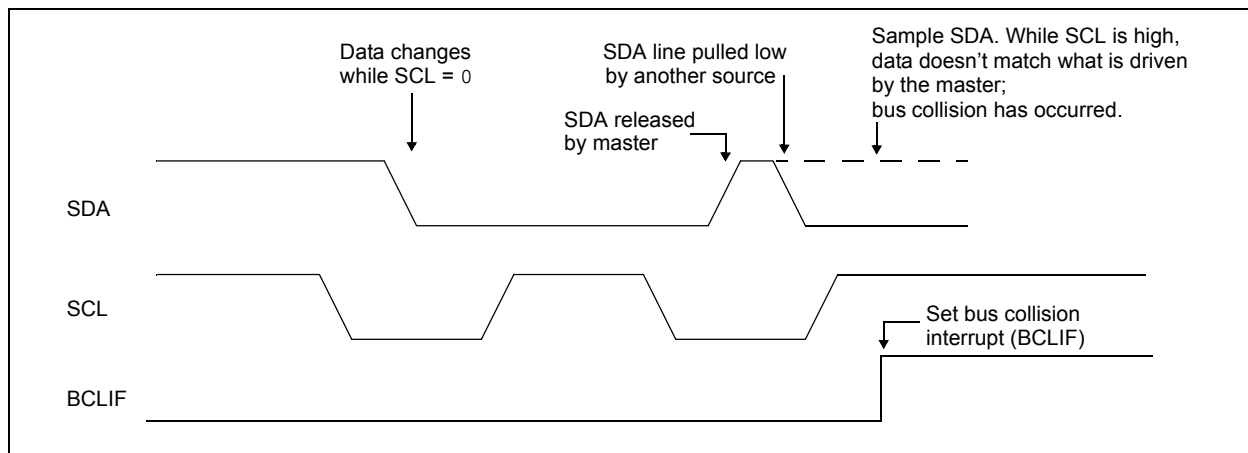 Data changes
while SCL = 0
SDA line pulled low
by another source
SDA released
by master
Sample SDA. While SCL is high,
data doesn’t match what is driven
by the master;
bus collision has occurred.
SDA
SCL
Set bus collision
interrupt (BCLIF)
BCLIF